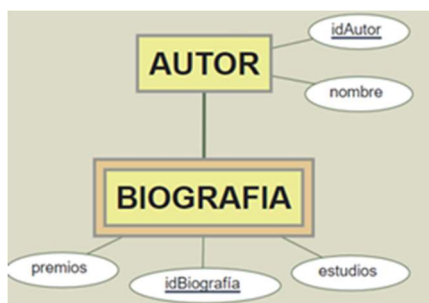 idAutor
AUTOR
nombre
BIOGRAFIA
premios
idBiografía
estudios